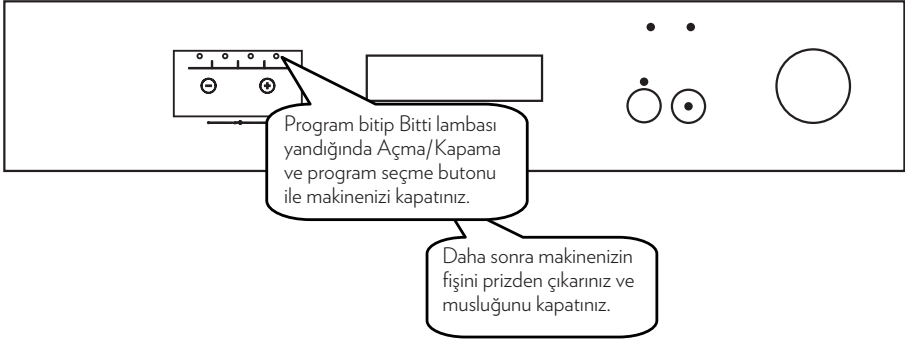 Program bitip Bitti lambası
yandığında Açma/Kapama
ve program seçme butonu
ile makinenizi kapatınız.
Daha sonra makinenizin
fişini prizden çıkarınız ve
musluğunu kapatınız.